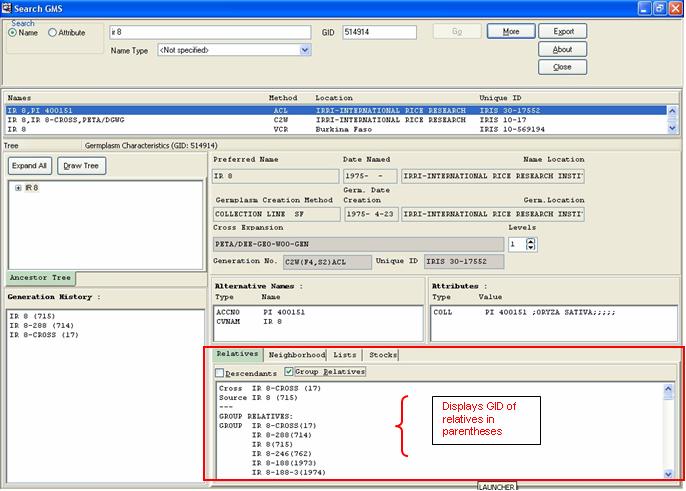 Search GMS
Search
Name
Attribute
ir 8
GID
514914
Go
More
Export
Name Type
<Not specified>
About
Close
Names Method Location Unique ID
IR 8,PI 400151 ACL IRRI-INTERNATIONAL RICE RESEARCH IRIS 30-17552
IR 8,IR 8-CROSS,PETA/DGWG C2W IRRI-INTERNATIONAL RICE RESEARCH IRIS 10-17
IR 8 VCR Burkina Faso IRIS 10-569194
Tree Germplasm Characteristics (GID: 514914)
Expand All
Draw Tree
IR 8
Ancestor Tree
Generation History :
IR 8 (715)
IR 8-288 (714)
IR 8-CROSS (17)
Preferred Name Date Named Name Location
IR 8 1975- - IRRI-INTERNATIONAL RICE RESEARCH INSTI
Germ. Date
Germplasm Creation Method Creation Germ.Location
COLLECTION LINE SF 1975- 4-23 IRRI-INTERNATIONAL RICE RESEARCH INSTI
Cross Expansion Levels
PETA/DEE-GEO-WOO-GEN 1
Generation No. C2W(F4,S2)ACL Unique ID IRIS 30-17552
Alternative Names :
Type Name
ACCNO PI 400151
CVNAM IR 8
Attributes :
Type Value
COLL PI 400151 ;ORYZA SATIVA;;;;;
Relatives Neighborhood Lists Stocks
Descendants Group Relatives
Cross IR 8-CROSS (17)
Source IR 8 (715)
---
GROUP RELATIVES:
GROUP IR 8-CROSS(17)
IR 8-288(714)
IR 8(715)
IR 8-246(762)
IR 8-188(1973)
IR 8-188-3(1974)
Displays GID of
relatives in
parentheses
LAUNCHER